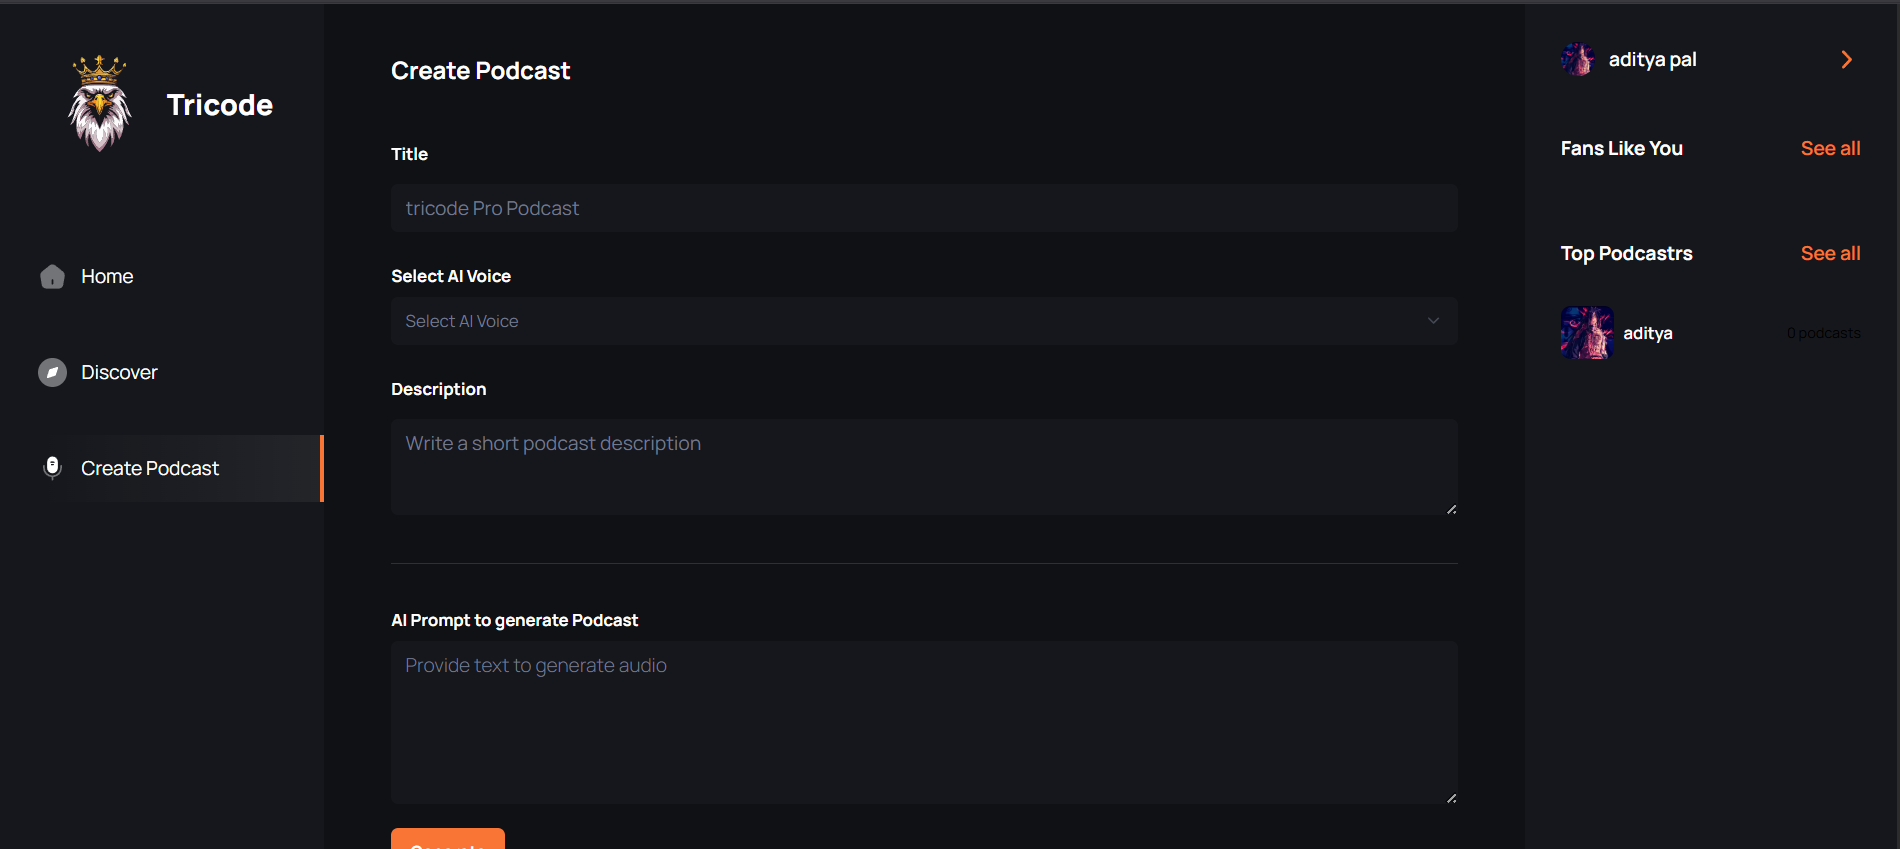 Tricode
Home
Discover
Create Podcast
Create Podcast
Title
tricode Pro Podcast
Select AI Voice
Select AI Voice
Description
Write a short podcast description
AI Prompt to generate Podcast
Provide text to generate audio
aditya pal
Fans Like You
See all
Top Podcastrs
See all
aditya
0 podcasts